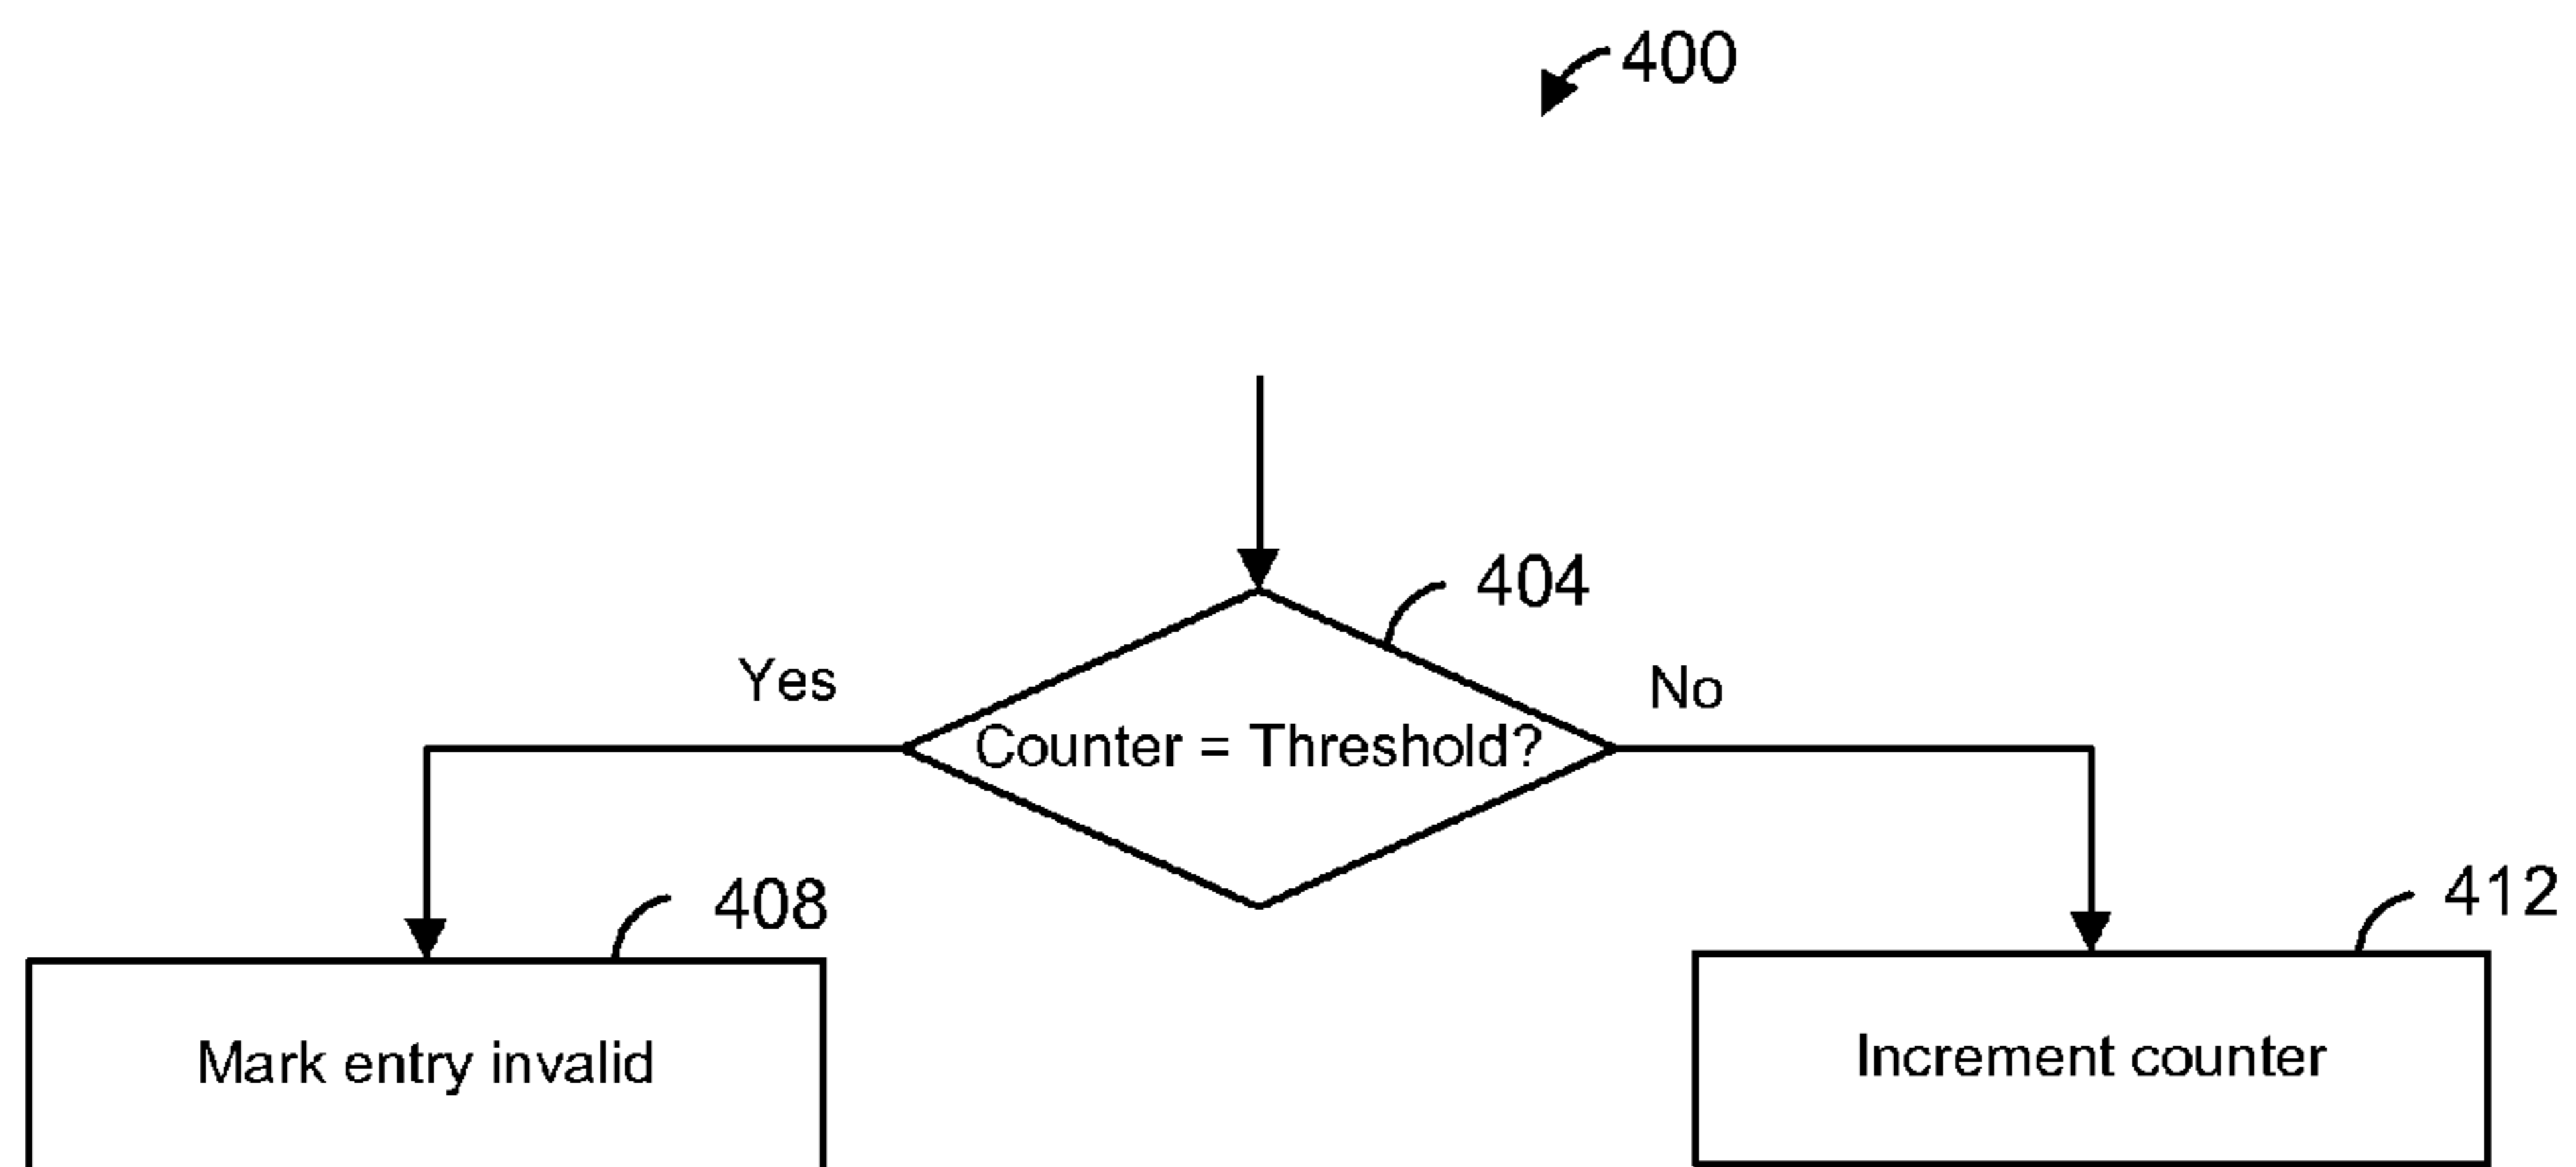 400
404
Yes
No
Counter = Threshold?
408
412
Mark entry invalid
Increment counter